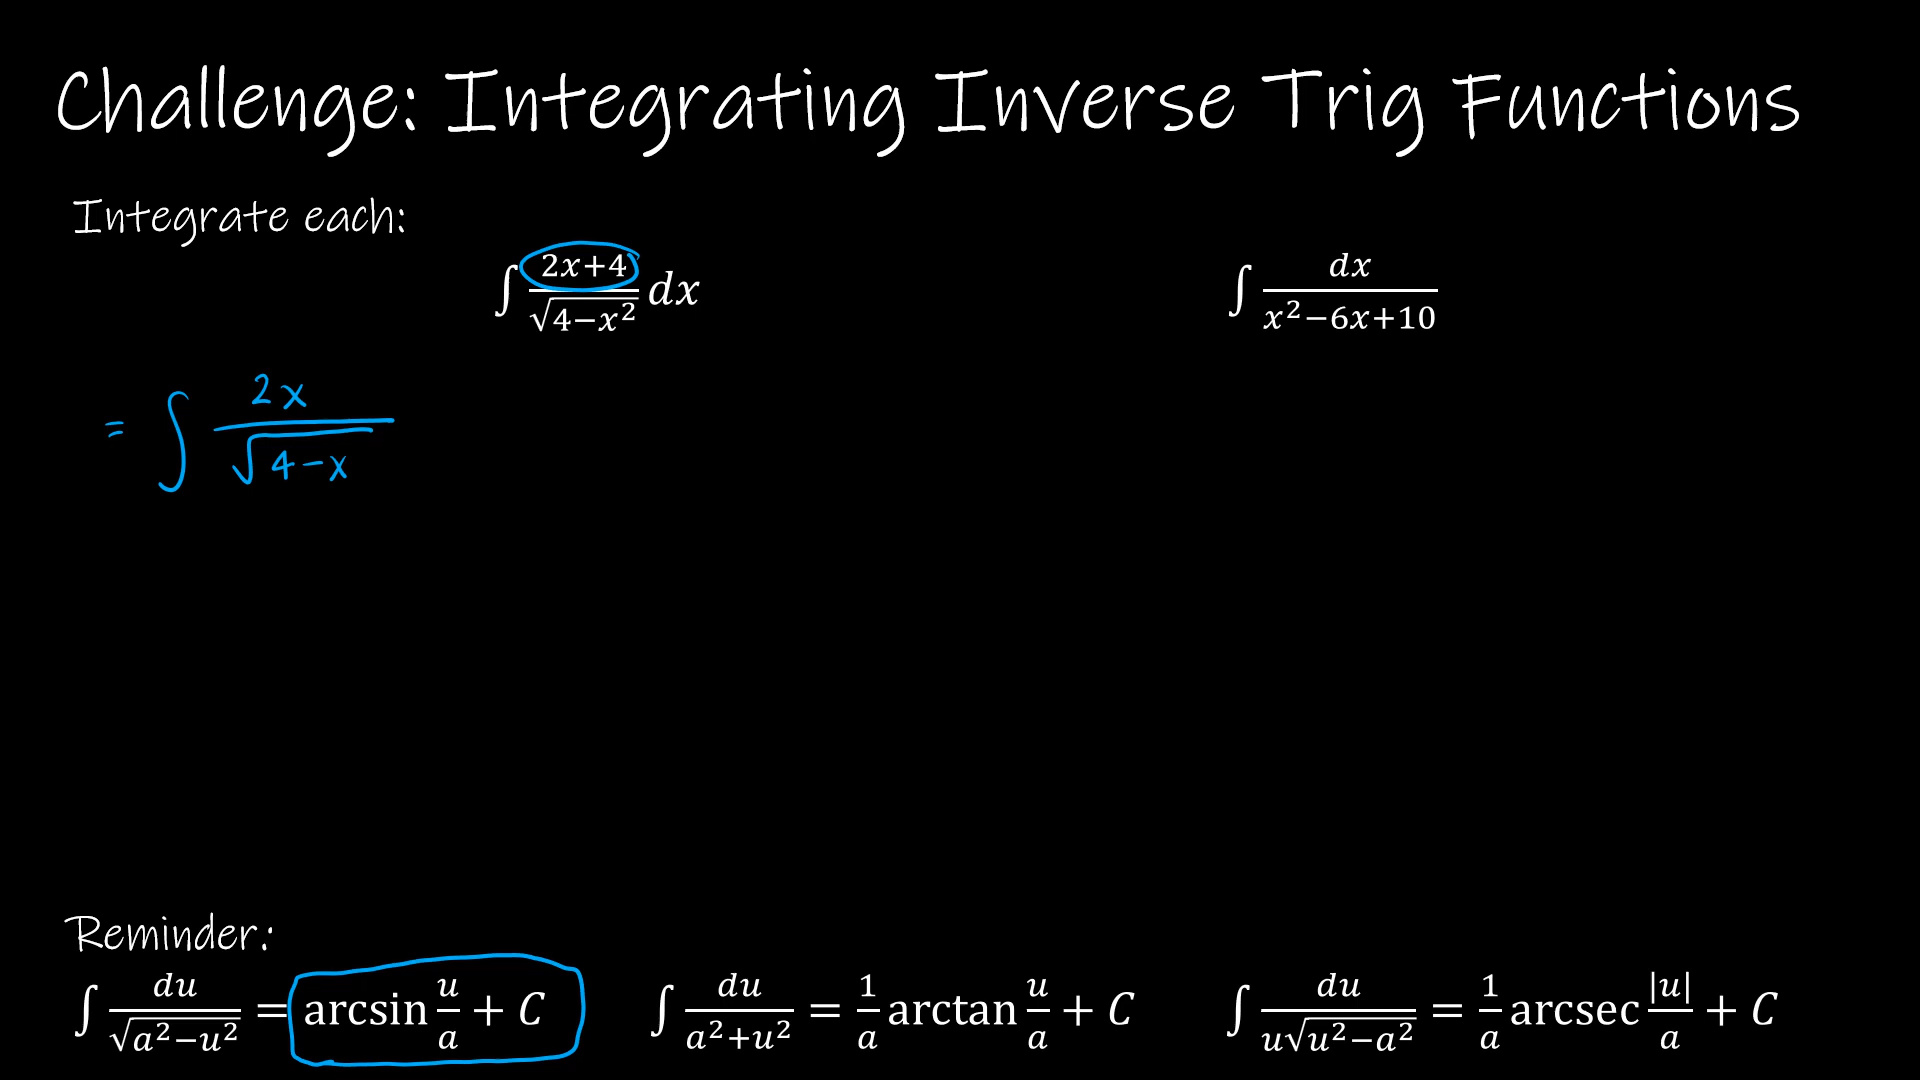 Challenge: Integrating Inverse Trig Functions
Integrate each:
∫ (2x+4)/√(4−x²) dx
∫ dx/(x²−6x+10)
= ∫ 2x/√(4−x)
Reminder:
∫ du/√(a²−u²) = arcsin u/a + C
∫ du/(a²+u²) = 1/a arctan u/a + C
∫ du/(u√(u²−a²)) = 1/a arcsec |u|/a + C